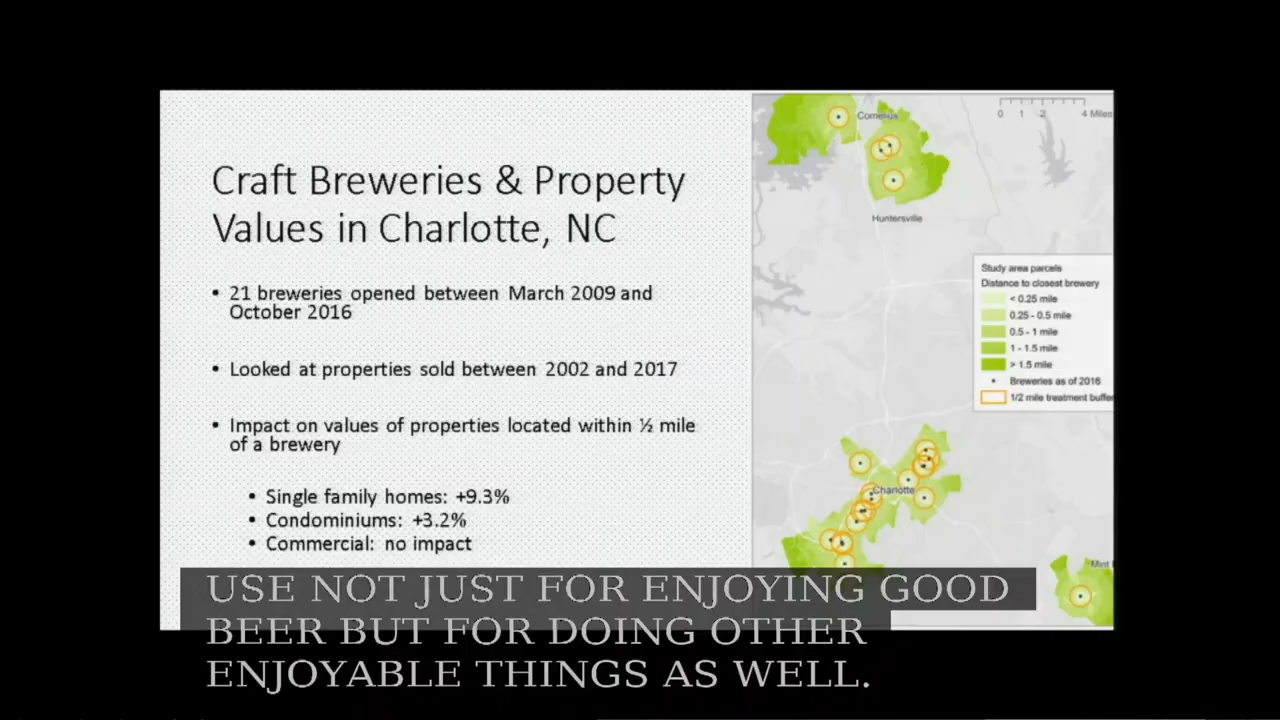 Craft Breweries & Property
Values in Charlotte, NC
• 21 breweries opened between March 2009 and
October 2016
• Looked at properties sold between 2002 and 2017
• Impact on values of properties located within ½ mile
of a brewery
• Single family homes: +9.3%
• Condominiums: +3.2%
• Commercial: no impact
Cornelius
0 1 2 4 Miles
Huntersville
Study area parcels
Distance to closest brewery
< 0.25 mile
0.25 - 0.5 mile
0.5 - 1 mile
1 - 1.5 mile
> 1.5 mile
Breweries as of 2016
1/2 mile treatment buffe
Charlotte
Mint
USE NOT JUST FOR ENJOYING GOOD
BEER BUT FOR DOING OTHER
ENJOYABLE THINGS AS WELL.